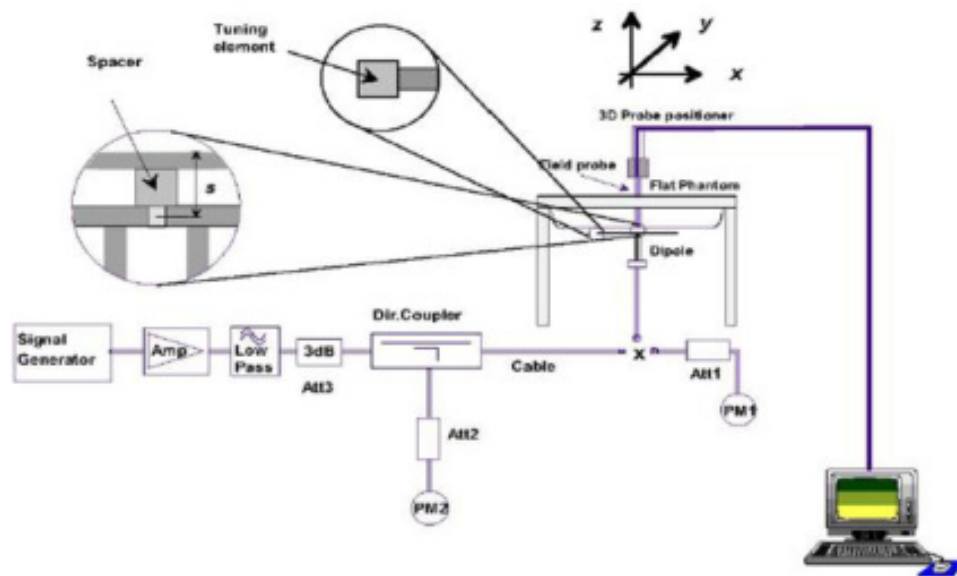 Tuning
element
Spacer
s
z
y
x
3D Probe positioner
Field probe
Flat Phantom
Dipole
Signal
Generator
Amp
Low
Pass
3dB
Att3
Dir.Coupler
Cable
x
Att1
PM1
Att2
PM2